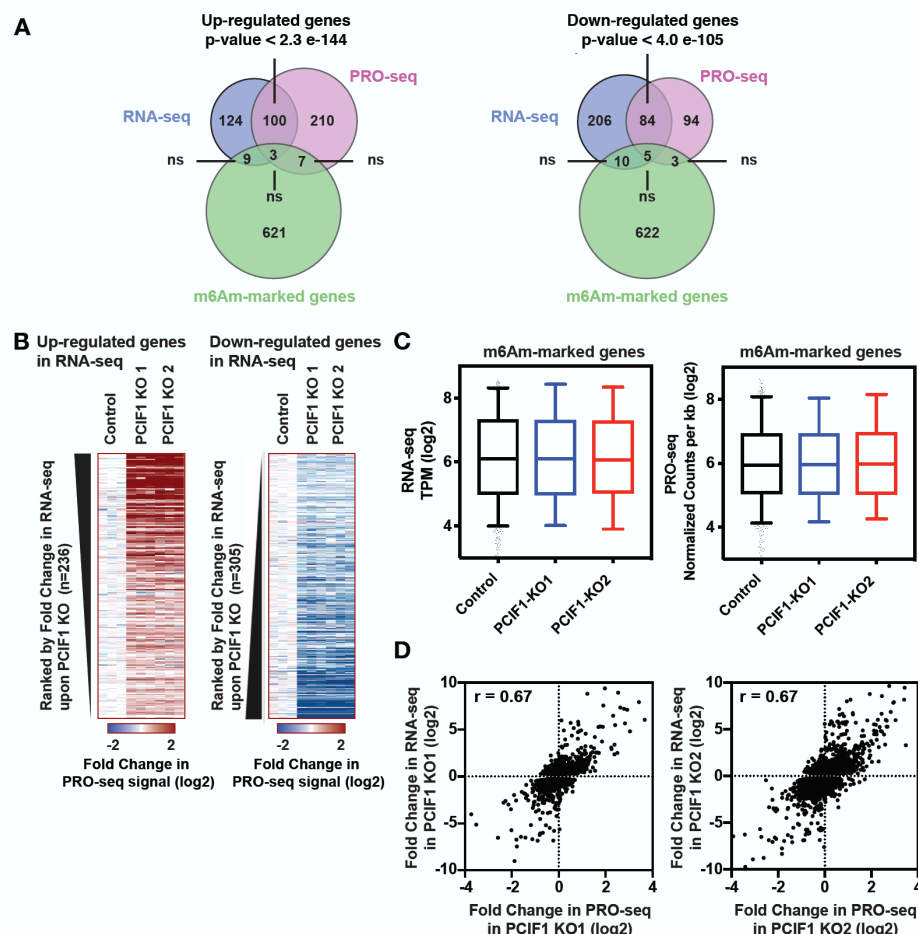 A
Up-regulated genes
p-value < 2.3 e-144
RNA-seq
PRO-seq
124
100
210
ns
9
3
7
ns
ns
621
m6Am-marked genes
Down-regulated genes
p-value < 4.0 e-105
RNA-seq
PRO-seq
206
84
94
ns
10
5
3
ns
ns
622
m6Am-marked genes
B
Up-regulated genes
in RNA-seq
Control
PCIF1 KO 1
PCIF1 KO 2
Ranked by Fold Change in RNA-seq
upon PCIF1 KO (n=236)
-2
2
Fold Change in
PRO-seq signal (log2)
Down-regulated genes
in RNA-seq
Control
PCIF1 KO 1
PCIF1 KO 2
Ranked by Fold Change in RNA-seq
upon PCIF1 KO (n=305)
-2
2
Fold Change in
PRO-seq signal (log2)
C
m6Am-marked genes
RNA-seq
TPM (log2)
8
6
4
Control
PCIF1-KO1
PCIF1-KO2
m6Am-marked genes
PRO-seq
Normalized Counts per kb (log2)
8
6
4
Control
PCIF1-KO1
PCIF1-KO2
D
r = 0.67
Fold Change in RNA-seq
in PCIF1 KO1 (log2)
10
5
0
-5
-10
-4
-2
0
2
4
Fold Change in PRO-seq
in PCIF1 KO1 (log2)
r = 0.67
Fold Change in RNA-seq
in PCIF1 KO2 (log2)
10
5
0
-5
-10
-4
-2
0
2
4
Fold Change in PRO-seq
in PCIF1 KO2 (log2)